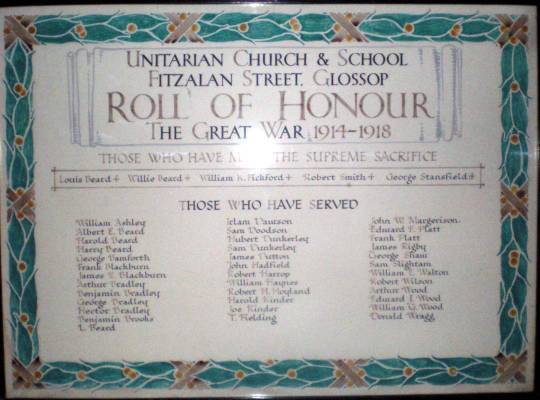 UNITARIAN CHURCH & SCHOOL
FITZALAN STREET. GLOSSOP
ROLL OF HONOUR
THE GREAT WAR 1914-1918
THOSE WHO HAVE THE SUPREME SACRIFICE
Louis Beard + Willie Beard + William K. Pickford + Robert Smith + George Stansfield +
THOSE WHO HAVE SERVED
William Ashley
Albert E. Beard
Harold Beard
Harry Beard
George Bamforth
Frank Blackburn
James Blackburn
Arthur Bradley
Benjamin Bradley
George Bradley
Hector Bradley
Benjamin Brooks
L. Beard
Clam Dawson
Sam Doodson
Hubert Dunkerley
Sam Dunkerley
James Dutton
John Hadfield
Robert Harrop
William Haynes
Robert H. Hoyland
Harold Kinder
Joe Kinder
T. Fielding
John W. Margerison
Edward F. Platt
Frank Platt
James Rigby
George Shaw
Sam Slightam
William E. Walton
Robert Wilson
Arthur Wood
Edward J. Wood
William G. Wood
Donald Wragg